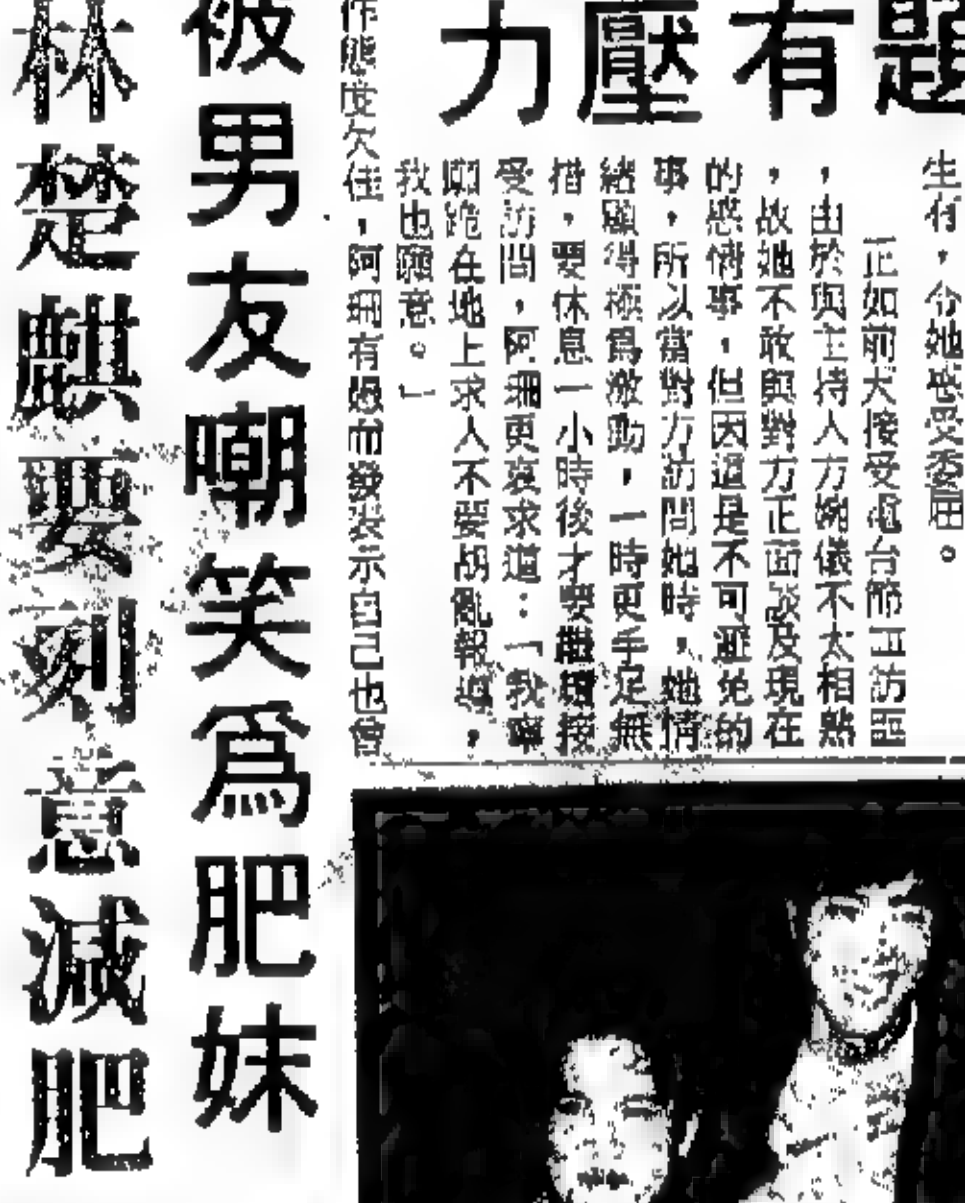 題有壓力
生有，令她感受委屈。
正如前天接受電台節目訪問
，由於與主持人方婉儀不太相熟
，故她不敢與對方正面談及現在
的感情事，但因這是不可避免的
事，所以當對方訪問她時，她情
緒顯得極爲激動，一時更手足無
措，要休息一小時後才要繼續接
受訪問，阿珊更哀求道：「我寧
願跪在地上求人不要胡亂報道，
我也願意。」
作態度欠佳，阿珊有感而發表示自己也曾
被男友嘲笑爲肥妹
林楚麒要刻意減肥